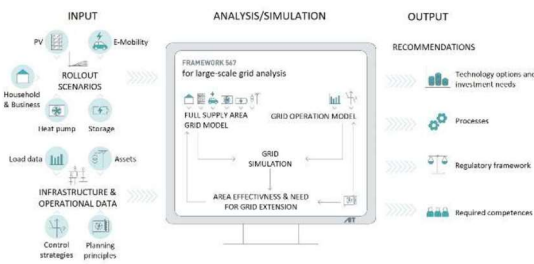 INPUT
ANALYSIS/SIMULATION
OUTPUT
PV
E-Mobility
ROLLOUT
SCENARIOS
Household
& Business
Heat pump
Storage
Load data
Assets
INFRASTRUCTURE &
OPERATIONAL DATA
Control
strategies
Planning
principles
FRAMEWORK 567
for large-scale grid analysis
FULL SUPPLY AREA
GRID MODEL
GRID OPERATION MODEL
GRID
SIMULATION
AREA EFFECTIVNESS & NEED
FOR GRID EXTENSION
AIT
RECOMMENDATIONS
Technology options and
investment needs
Processes
Regulatory framework
Required competences